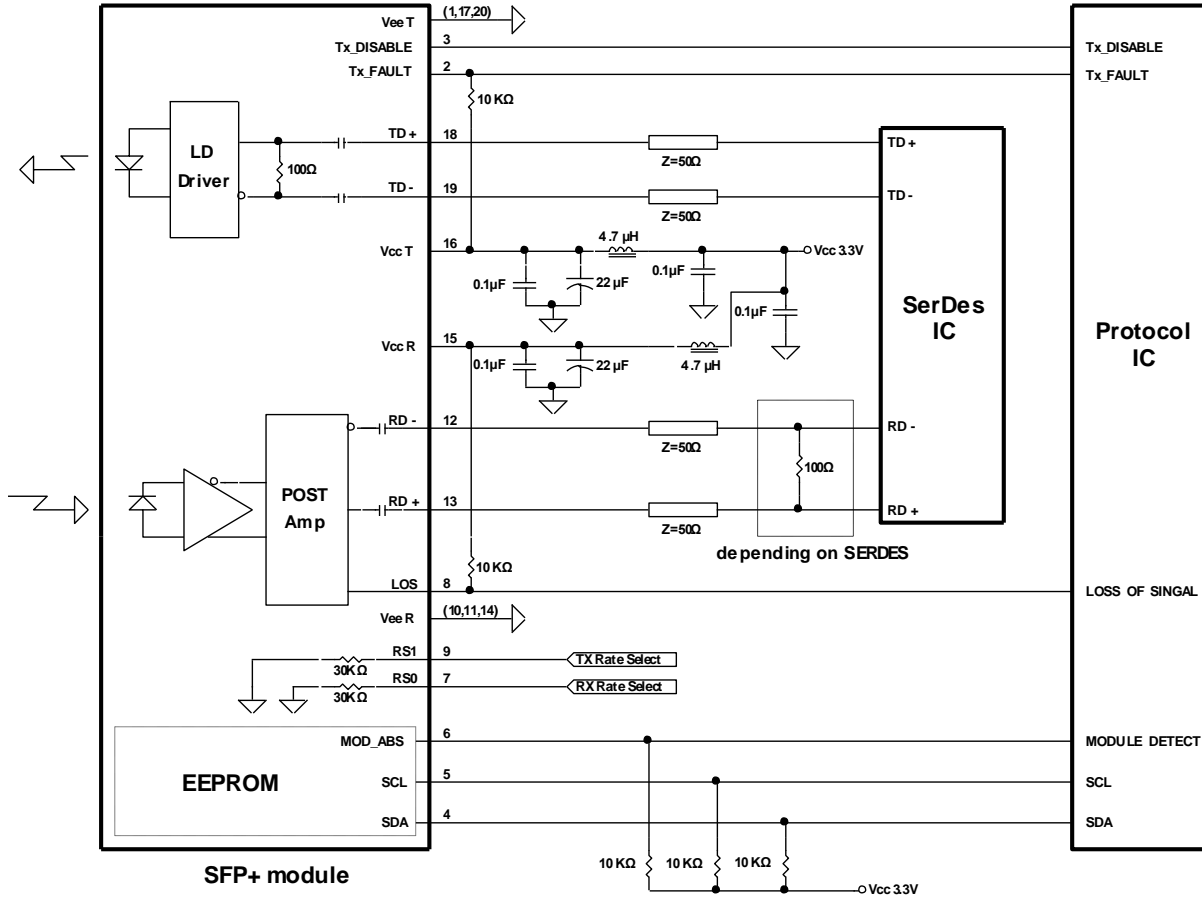 Vee T (1,17,20)
Tx_DISABLE 3 Tx_DISABLE
Tx_FAULT 2 Tx_FAULT
10 KΩ
LD
Driver
100Ω
TD + 18 Z=50Ω TD +
TD - 19 Z=50Ω TD -
Vcc T 16 4.7 µH Vcc 3.3V
0.1µF 22 µF 0.1µF
0.1µF
SerDes
IC
Protocol
IC
Vcc R 15 4.7 µH
0.1µF 22 µF
RD - 12 Z=50Ω RD -
100Ω
POST
Amp
RD + 13 Z=50Ω RD +
depending on SERDES
10 KΩ
LOS 8 LOSS OF SINGAL
Vee R (10,11,14)
RS1 9 TX Rate Select
30KΩ
RS0 7 RX Rate Select
30KΩ
MOD_ABS 6 MODULE DETECT
EEPROM
SCL 5 SCL
SDA 4 SDA
10 KΩ 10 KΩ 10 KΩ
SFP+ module
Vcc 3.3V